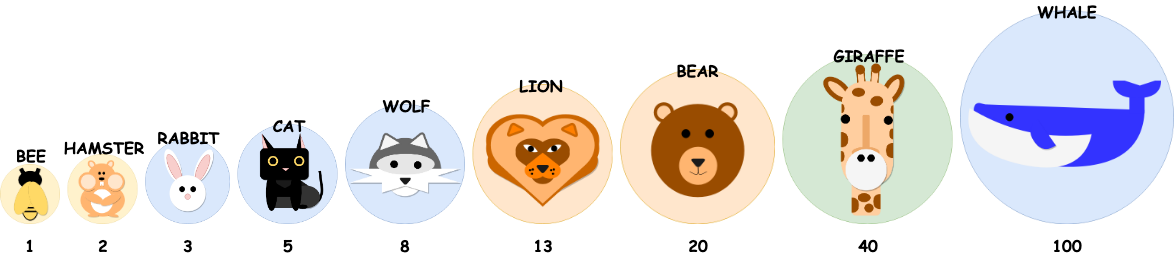 BEE HAMSTER RABBIT CAT WOLF LION BEAR GIRAFFE WHALE
1 2 3 5 8 13 20 40 100